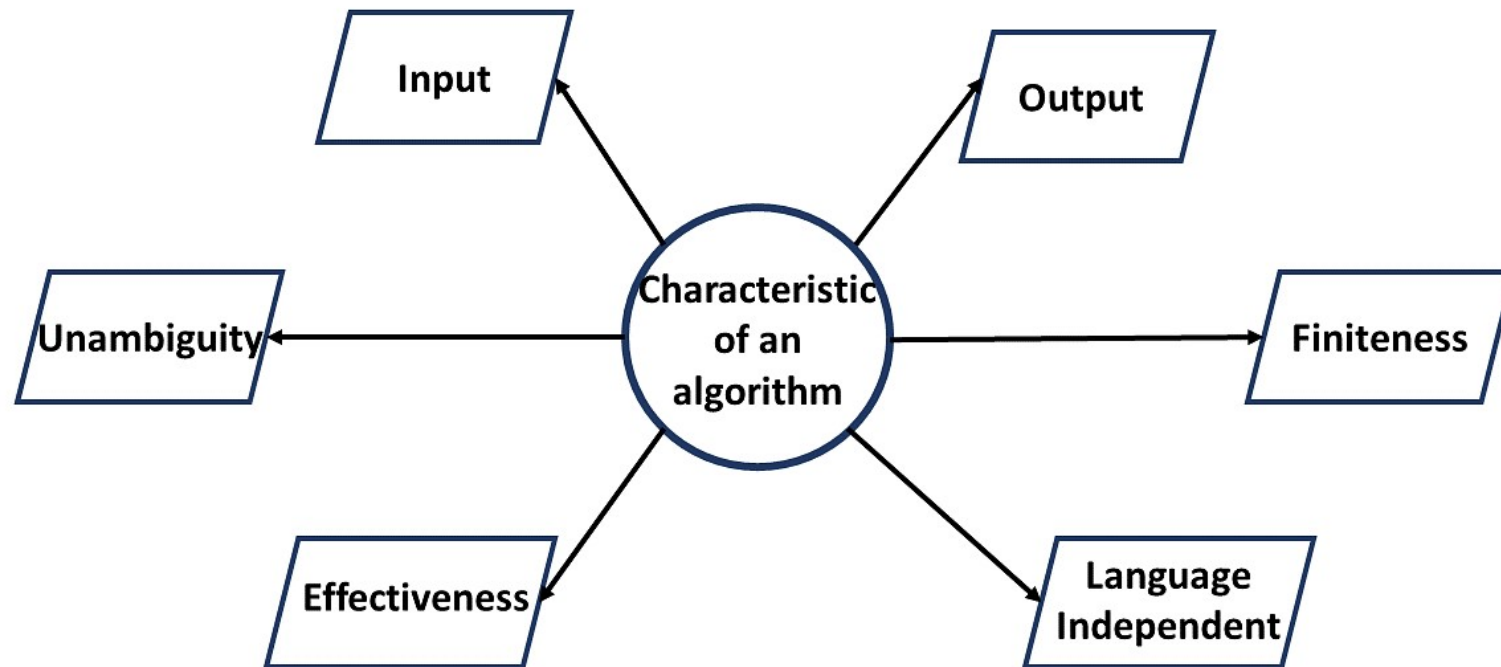 Input
Output
Characteristic
of an
algorithm
Unambiguity
Finiteness
Effectiveness
Language
Independent